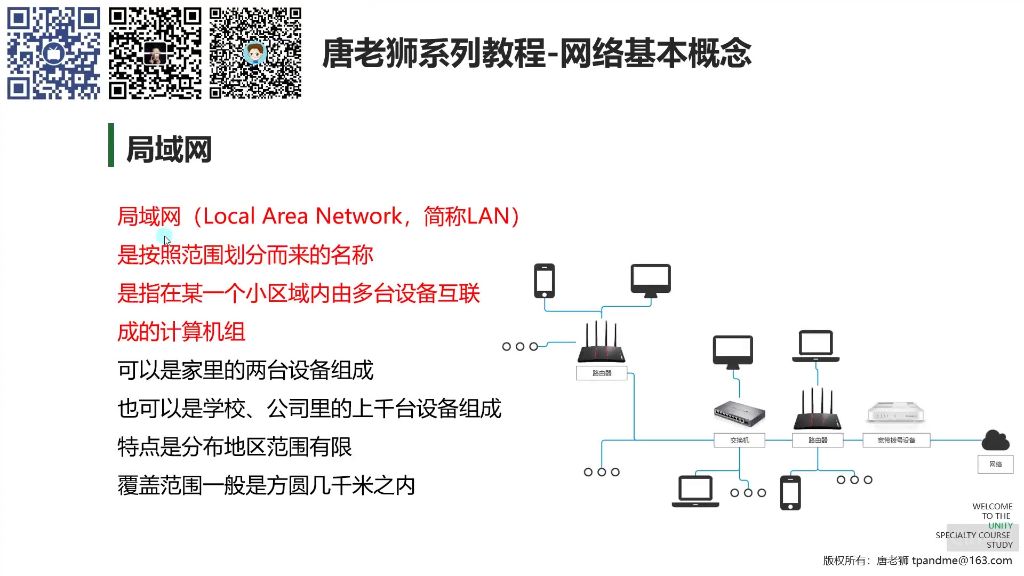 唐老狮系列教程-网络基本概念
局域网
局域网（Local Area Network，简称LAN）
是按照范围划分而来的名称
是指在某一个小区域内由多台设备互联
成的计算机组
可以是家里的两台设备组成
也可以是学校、公司里的上千台设备组成
特点是分布地区范围有限
覆盖范围一般是方圆几千米之内
路由器
交换机
路由器
宽带拨号设备
网络
WELCOME
TO THE
UNITY
SPECIALTY COURSE
STUDY
版权所有：唐老狮 tpandme@163.com